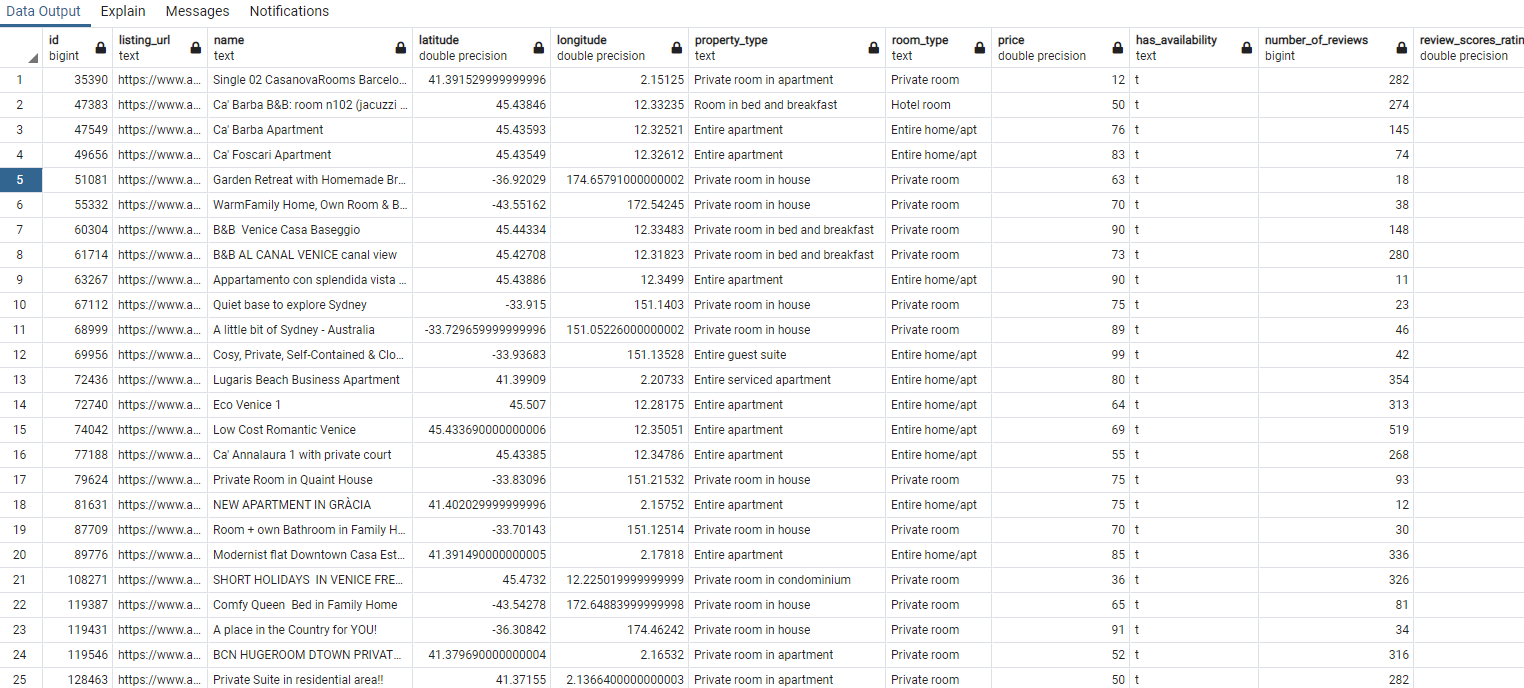 Data Output Explain Messages Notifications
id listing_url name latitude longitude property_type room_type price has_availability number_of_reviews review_scores_ratin
bigint text text double precision double precision text text double precision text bigint double precision
1 35390 https://www.a... Single 02 CasanovaRooms Barcelo... 41.391529999999996 2.15125 Private room in apartment Private room 12 t 282
2 47383 https://www.a... Ca' Barba B&B: room n102 (jacuzzi ... 45.43846 12.33235 Room in bed and breakfast Hotel room 50 t 274
3 47549 https://www.a... Ca' Barba Apartment 45.43593 12.32521 Entire apartment Entire home/apt 76 t 145
4 49656 https://www.a... Ca' Foscari Apartment 45.43549 12.32612 Entire apartment Entire home/apt 83 t 74
5 51081 https://www.a... Garden Retreat with Homemade Br... -36.92029 174.65791000000002 Private room in house Private room 63 t 18
6 55332 https://www.a... WarmFamily Home, Own Room & B... -43.55162 172.54245 Private room in house Private room 70 t 38
7 60304 https://www.a... B&B  Venice Casa Baseggio 45.44334 12.33483 Private room in bed and breakfast Private room 90 t 148
8 61714 https://www.a... B&B AL CANAL VENICE canal view 45.42708 12.31823 Private room in bed and breakfast Private room 73 t 280
9 63267 https://www.a... Appartamento con splendida vista ... 45.43886 12.3499 Entire apartment Entire home/apt 90 t 11
10 67112 https://www.a... Quiet base to explore Sydney -33.915 151.1403 Private room in house Private room 75 t 23
11 68999 https://www.a... A little bit of Sydney - Australia -33.729659999999996 151.05226000000002 Private room in house Private room 89 t 46
12 69956 https://www.a... Cosy, Private, Self-Contained & Clo... -33.93683 151.13528 Entire guest suite Entire home/apt 99 t 42
13 72436 https://www.a... Lugaris Beach Business Apartment 41.39909 2.20733 Entire serviced apartment Entire home/apt 80 t 354
14 72740 https://www.a... Eco Venice 1 45.507 12.28175 Entire apartment Entire home/apt 64 t 313
15 74042 https://www.a... Low Cost Romantic Venice 45.433690000000006 12.35051 Entire apartment Entire home/apt 69 t 519
16 77188 https://www.a... Ca' Annalaura 1 with private court 45.43385 12.34786 Entire apartment Entire home/apt 55 t 268
17 79624 https://www.a... Private Room in Quaint House -33.83096 151.21532 Private room in house Private room 75 t 93
18 81631 https://www.a... NEW APARTMENT IN GRÀCIA 41.402029999999996 2.15752 Entire apartment Entire home/apt 75 t 12
19 87709 https://www.a... Room + own Bathroom in Family H... -33.70143 151.12514 Private room in house Private room 70 t 30
20 89776 https://www.a... Modernist flat Downtown Casa Est... 41.391490000000005 2.17818 Entire apartment Entire home/apt 85 t 336
21 108271 https://www.a... SHORT HOLIDAYS  IN VENICE FRE... 45.4732 12.225019999999999 Private room in condominium Private room 36 t 326
22 119387 https://www.a... Comfy Queen  Bed in Family Home -43.54278 172.64883999999998 Private room in house Private room 65 t 81
23 119431 https://www.a... A place in the Country for YOU! -36.30842 174.46242 Private room in house Private room 91 t 34
24 119546 https://www.a... BCN HUGEROOM DTOWN PRIVAT... 41.379690000000004 2.16532 Private room in apartment Private room 52 t 316
25 128463 https://www.a... Private Suite in residential area!! 41.37155 2.1366400000000003 Private room in apartment Private room 50 t 282